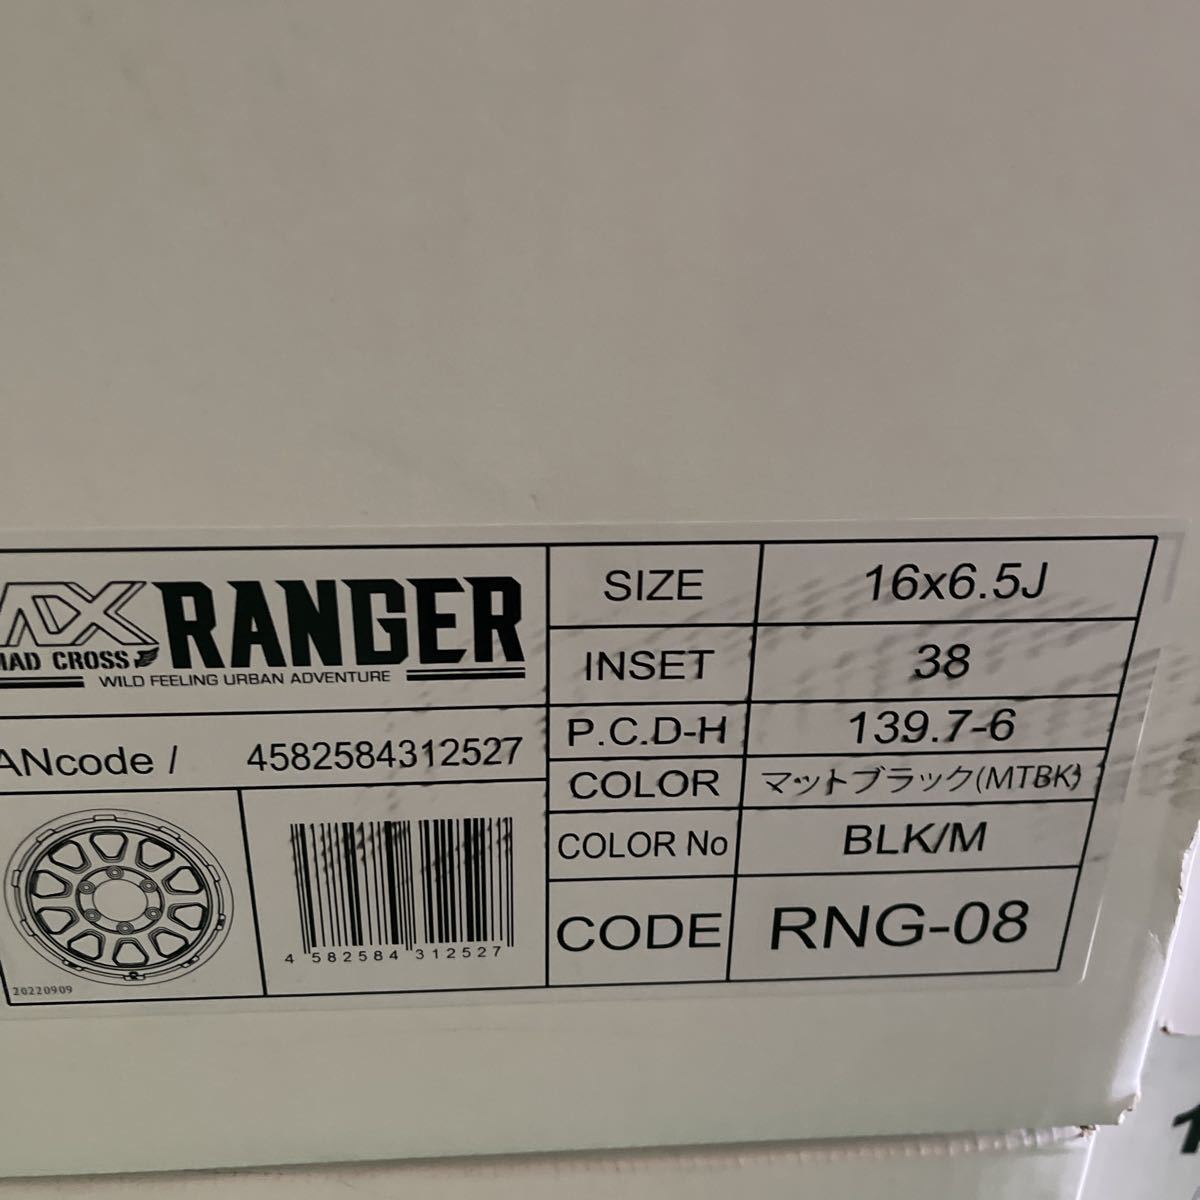 RANGER
MAD CROSS
WILD FEELING URBAN ADVENTURE
ANcode / 4582584312527
4 582584 312527
20220909
SIZE 16x6.5J
INSET 38
P.C.D-H 139.7-6
COLOR マットブラック(MTBK)
COLOR No BLK/M
CODE RNG-08
1